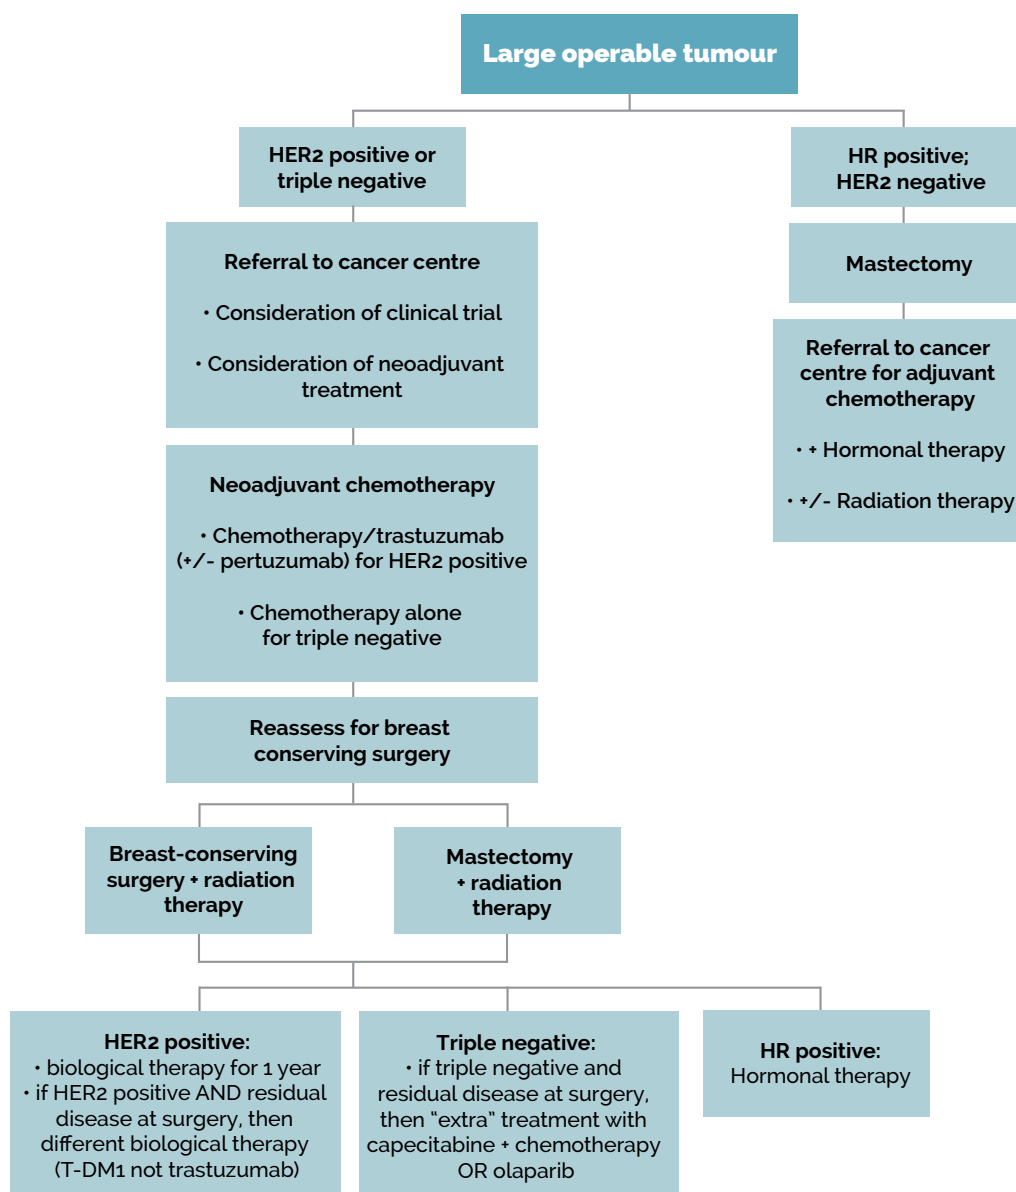 Large operable tumour
HER2 positive or
triple negative
HR positive;
HER2 negative
Referral to cancer centre
• Consideration of clinical trial
• Consideration of neoadjuvant
treatment
Mastectomy
Referral to cancer
centre for adjuvant
chemotherapy
• + Hormonal therapy
• +/- Radiation therapy
Neoadjuvant chemotherapy
• Chemotherapy/trastuzumab
(+/- pertuzumab) for HER2 positive
• Chemotherapy alone
for triple negative
Reassess for breast
conserving surgery
Breast-conserving
surgery + radiation
therapy
Mastectomy
+ radiation
therapy
HER2 positive:
• biological therapy for 1 year
• if HER2 positive AND residual
disease at surgery, then
different biological therapy
(T-DM1 not trastuzumab)
Triple negative:
• if triple negative and
residual disease at surgery,
then “extra” treatment with
capecitabine + chemotherapy
OR olaparib
HR positive:
Hormonal therapy